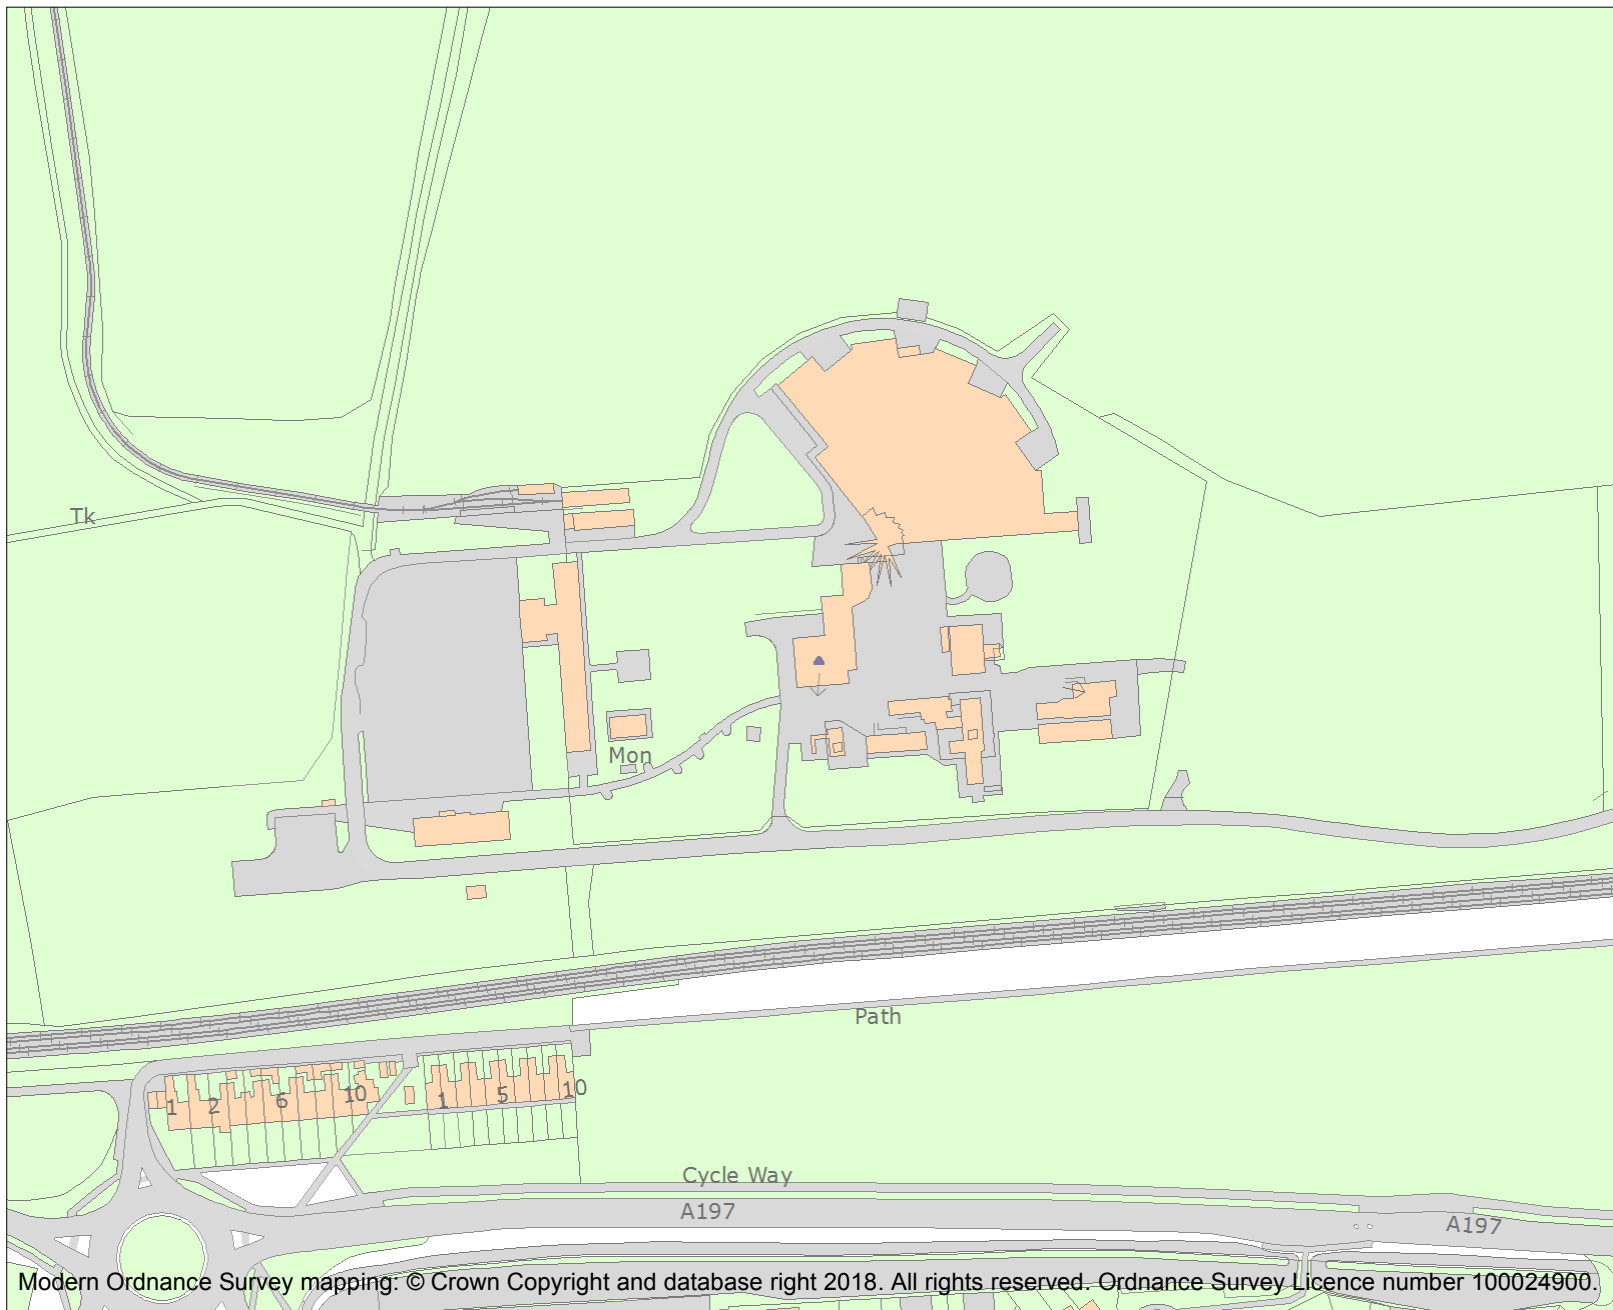 Tk
Mon
Path
1 2 6 10 1 5 10
Cycle Way
A197
A197
Modern Ordnance Survey mapping: © Crown Copyright and database right 2018. All rights reserved. Ordnance Survey Licence number 100024900.